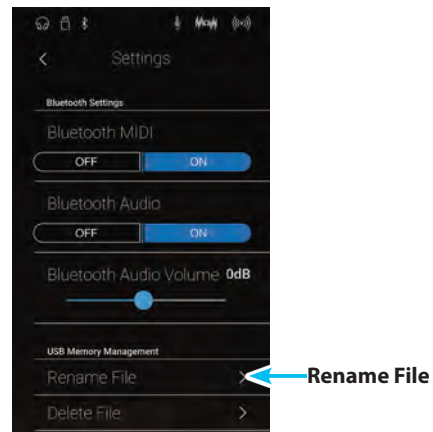 Settings
Bluetooth Settings
Bluetooth MIDI
OFF ON
Bluetooth Audio
OFF ON
Bluetooth Audio Volume 0dB
USB Memory Management
Rename File
Rename File
Delete File